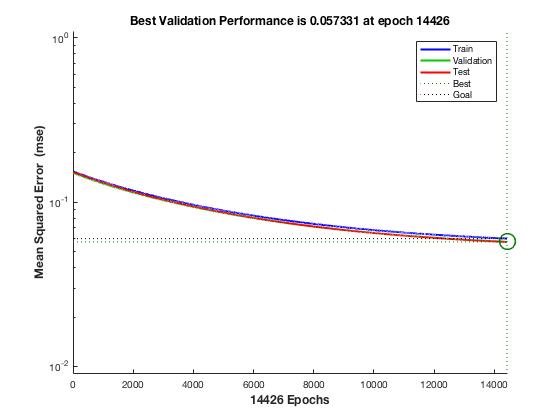 Best Validation Performance is 0.057331 at epoch 14426
10^0
Train
Validation
Test
Best
Goal
Mean Squared Error (mse)
10^-1
10^-2
0 2000 4000 6000 8000 10000 12000 14000
14426 Epochs